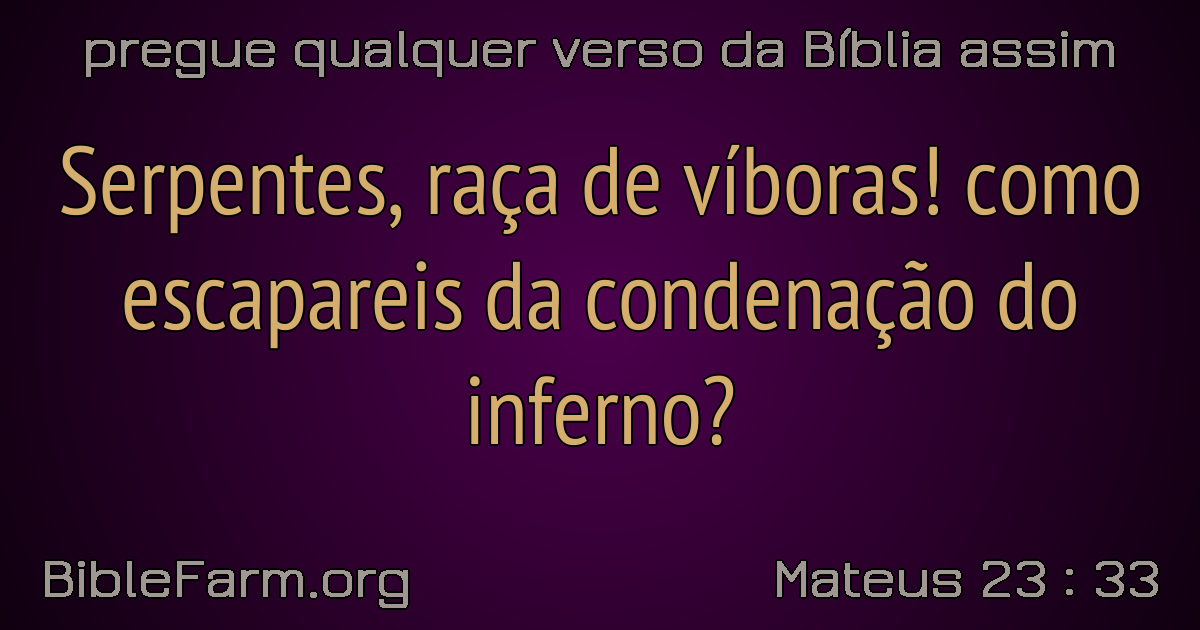 pregue qualquer verso da Bíblia assim
Serpentes, raça de víboras! como
escapareis da condenação do
inferno?
BibleFarm.org
Mateus 23 : 33